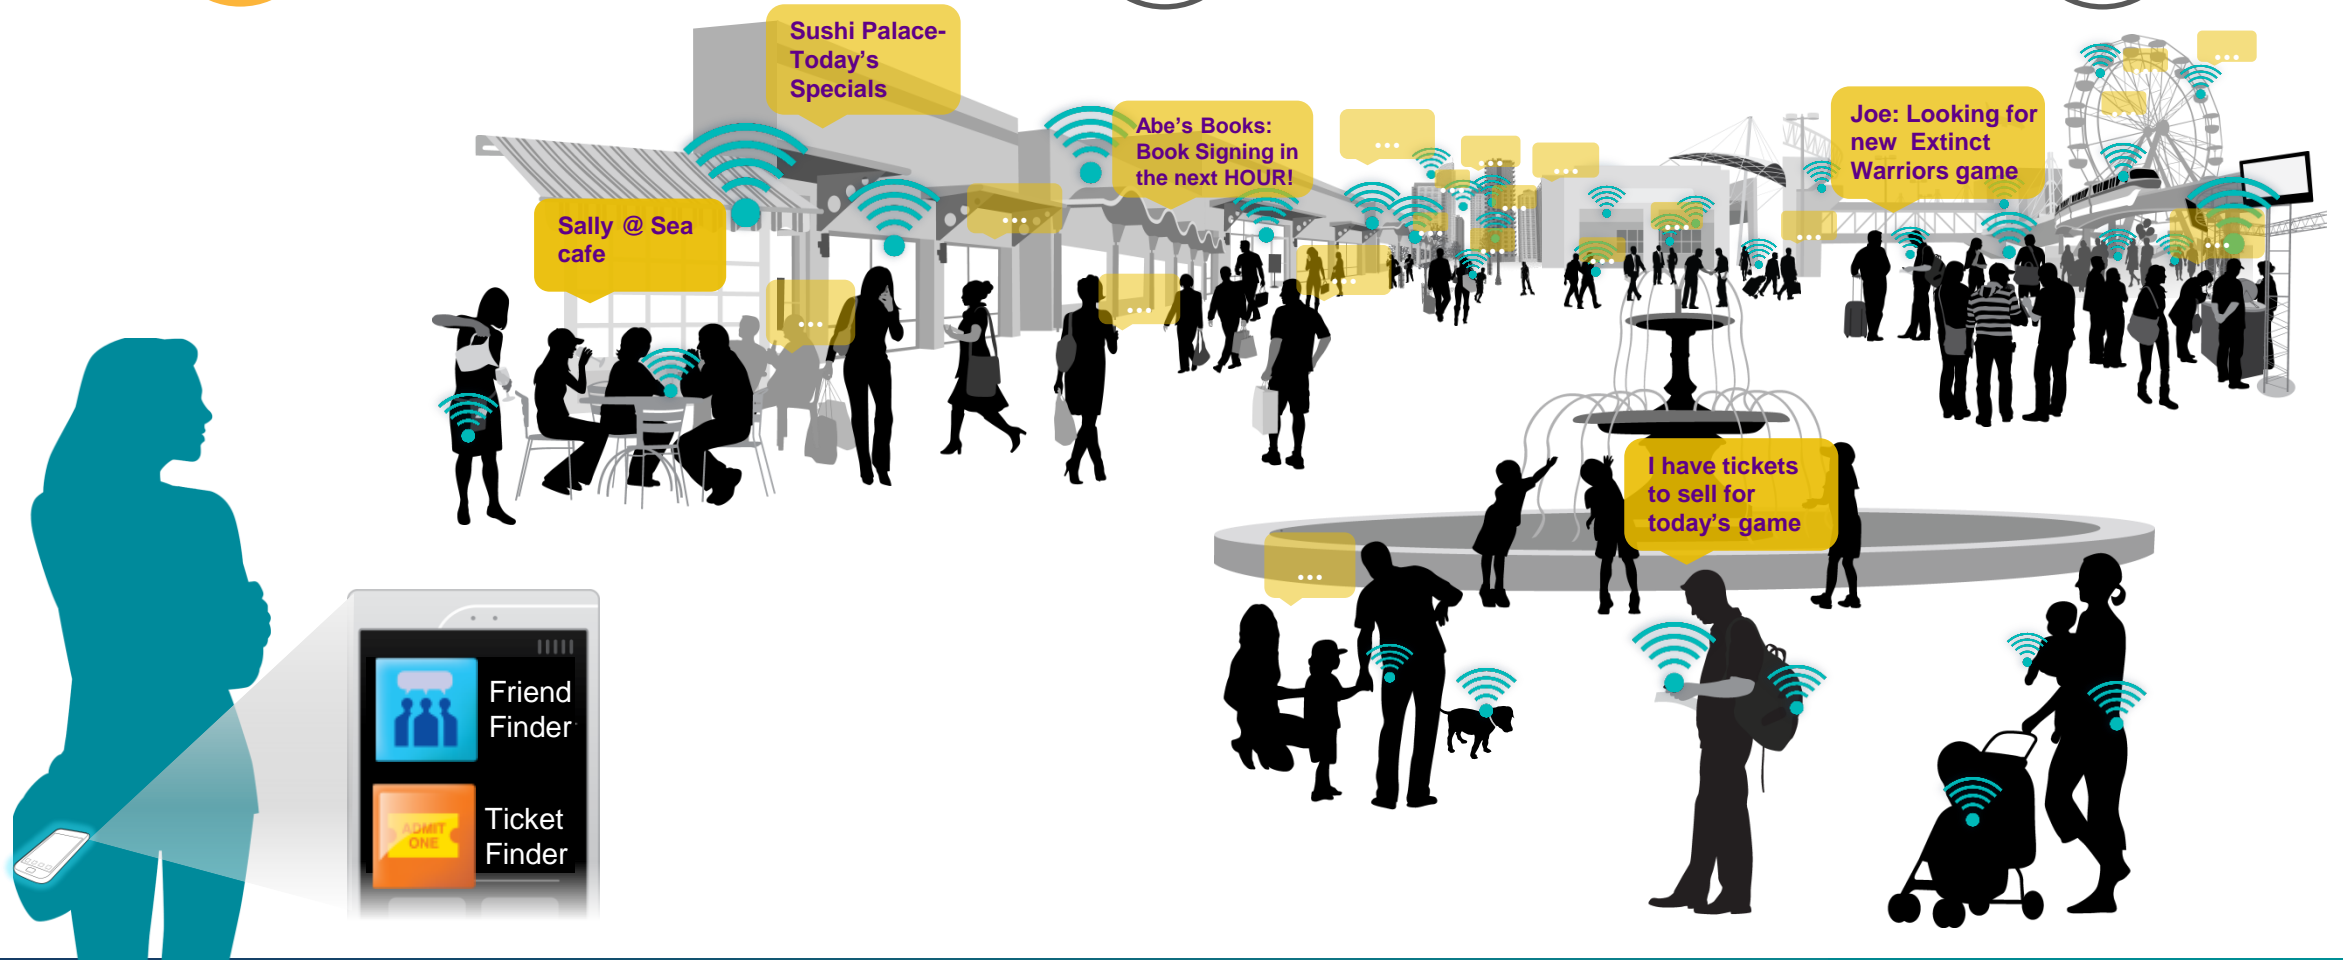 Sushi Palace-
Today’s
Specials
Abe’s Books:
Book Signing in
the next HOUR!
Joe: Looking for
new  Extinct
Warriors game
Sally @ Sea
cafe
I have tickets
to sell for
today’s game
Friend
Finder
Ticket
Finder
ADMIT
ONE
...